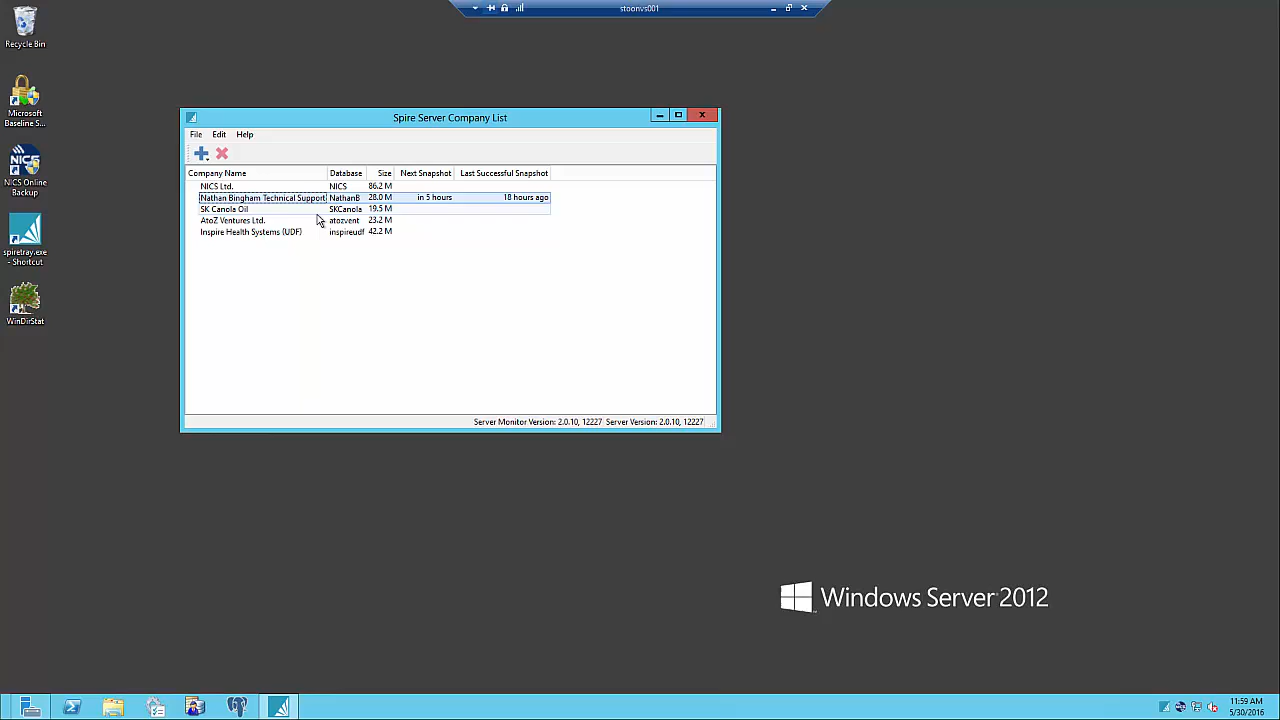 stoonvs001
Recycle Bin
Microsoft
Baseline S...
NICS
NICS Online
Backup
spiretray.exe
- Shortcut
WinDirStat
Spire Server Company List
File Edit Help
Company Name Database Size Next Snapshot Last Successful Snapshot
NICS Ltd. NICS 86.2 M
Nathan Bingham Technical Support NathanB 28.0 M in 5 hours 18 hours ago
SK Canola Oil SKCanola 19.5 M
AtoZ Ventures Ltd. atozvent 23.2 M
Inspire Health Systems (UDF) inspireudf 42.2 M
Server Monitor Version: 2.0.10, 12227 Server Version: 2.0.10, 12227
Windows Server 2012
11:59 AM
5/30/2016